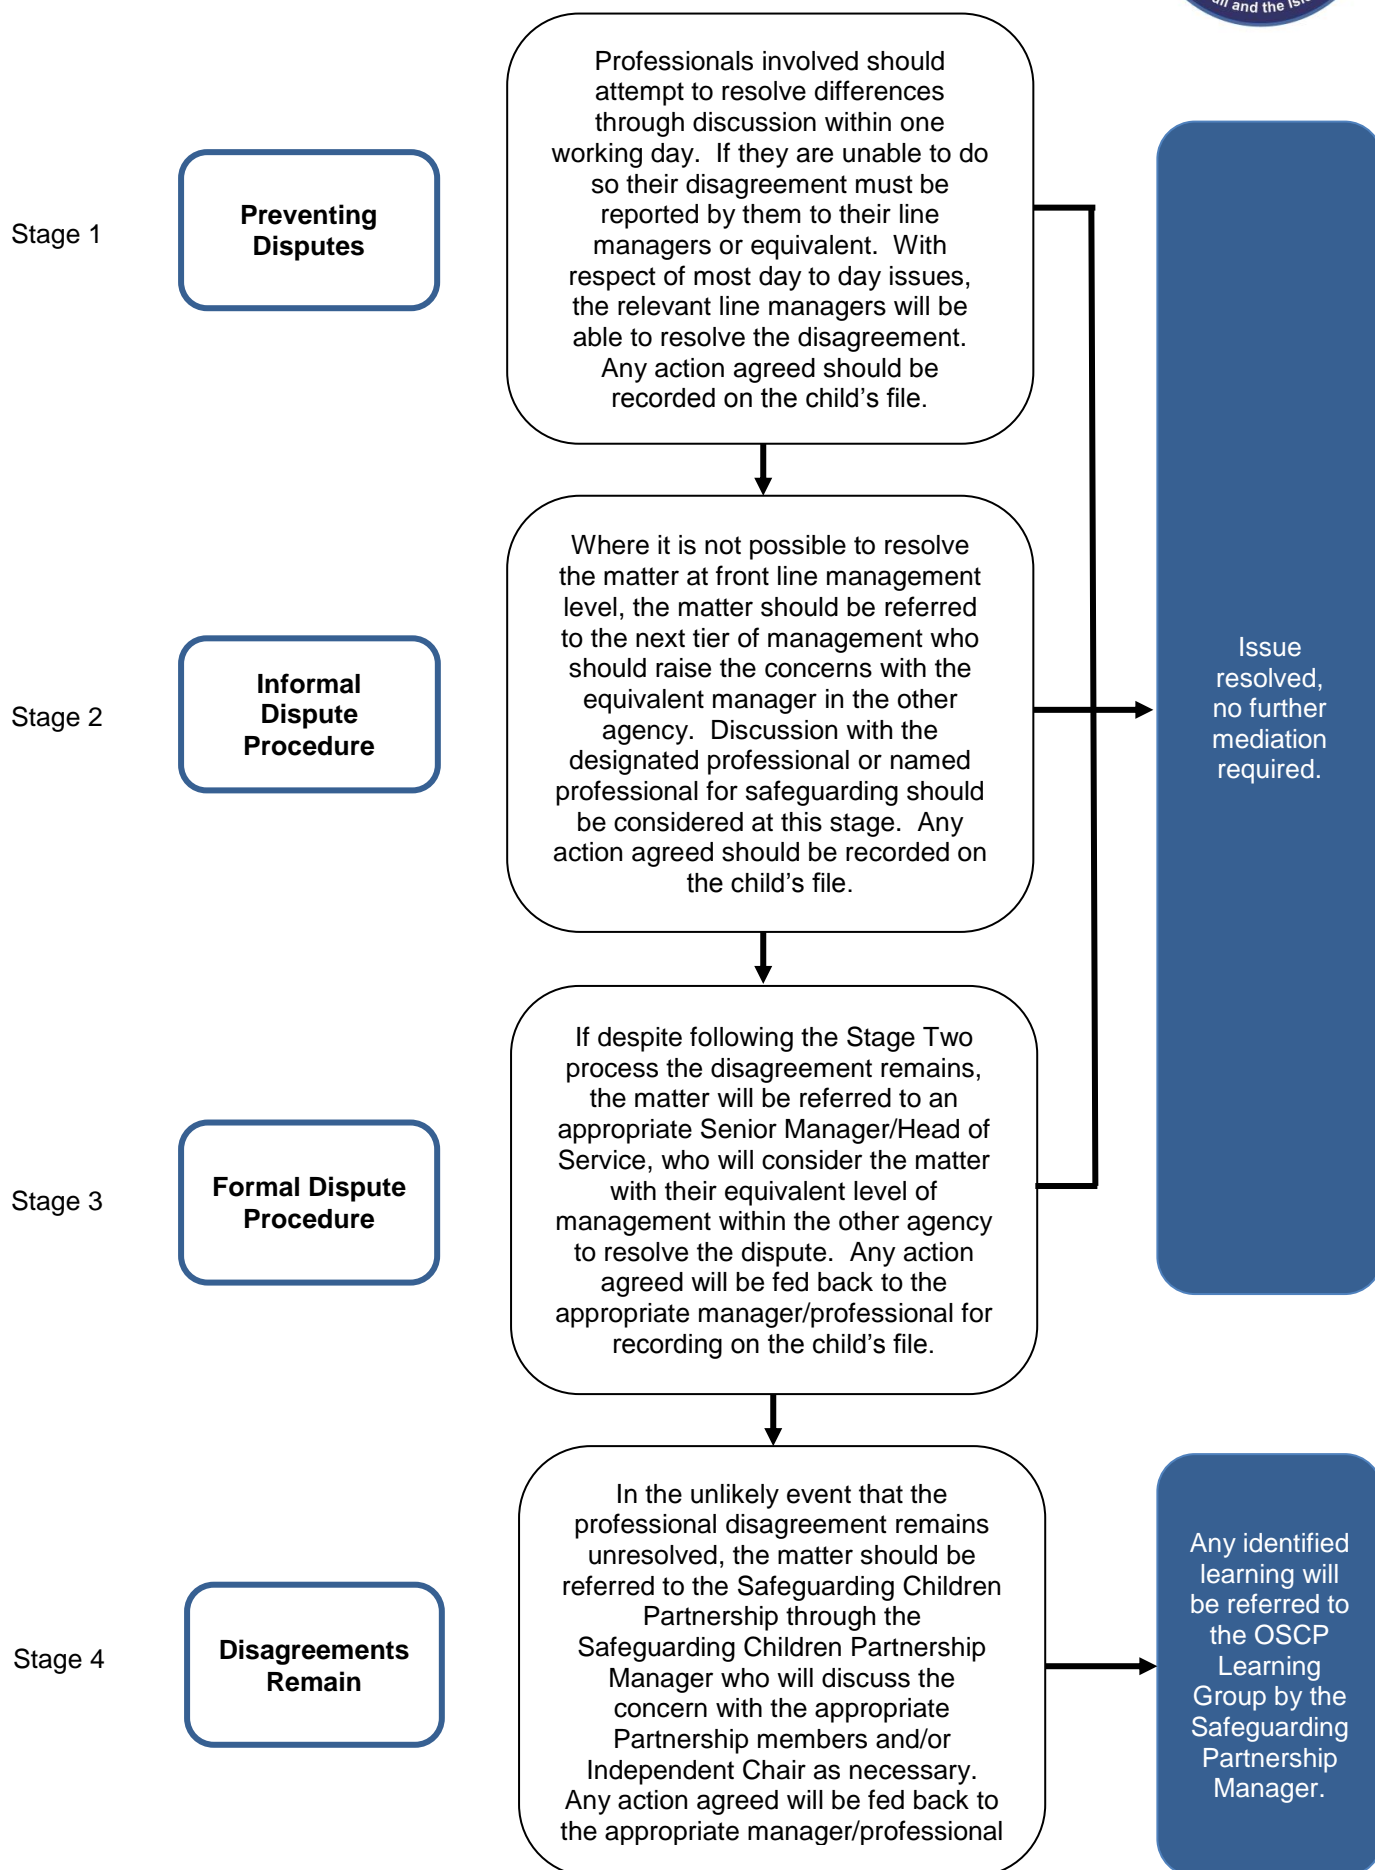 and the
Stage 1
Preventing
Disputes
Professionals involved should
attempt to resolve differences
through discussion within one
working day.  If they are unable to do
so their disagreement must be
reported by them to their line
managers or equivalent.  With
respect of most day to day issues,
the relevant line managers will be
able to resolve the disagreement.
Any action agreed should be
recorded on the child’s file.
Stage 2
Informal
Dispute
Procedure
Where it is not possible to resolve
the matter at front line management
level, the matter should be referred
to the next tier of management who
should raise the concerns with the
equivalent manager in the other
agency.  Discussion with the
designated professional or named
professional for safeguarding should
be considered at this stage.  Any
action agreed should be recorded on
the child’s file.
Issue
resolved,
no further
mediation
required.
Stage 3
Formal Dispute
Procedure
If despite following the Stage Two
process the disagreement remains,
the matter will be referred to an
appropriate Senior Manager/Head of
Service, who will consider the matter
with their equivalent level of
management within the other agency
to resolve the dispute.  Any action
agreed will be fed back to the
appropriate manager/professional for
recording on the child’s file.
Stage 4
Disagreements
Remain
In the unlikely event that the
professional disagreement remains
unresolved, the matter should be
referred to the Safeguarding Children
Partnership through the
Safeguarding Children Partnership
Manager who will discuss the
concern with the appropriate
Partnership members and/or
Independent Chair as necessary.
Any action agreed will be fed back to
the appropriate manager/professional
Any identified
learning will
be referred to
the OSCP
Learning
Group by the
Safeguarding
Partnership
Manager.